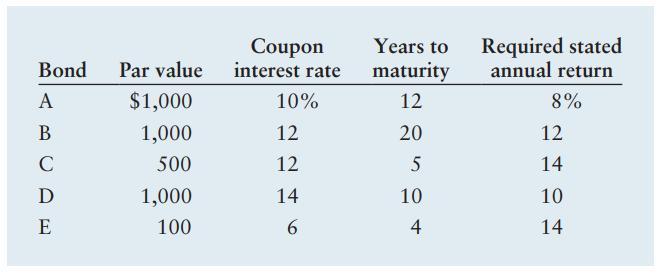 Coupon Years to Required stated
Bond Par value interest rate maturity annual return
A $1,000 10% 12 8%
B 1,000 12 20 12
C 500 12 5 14
D 1,000 14 10 10
E 100 6 4 14